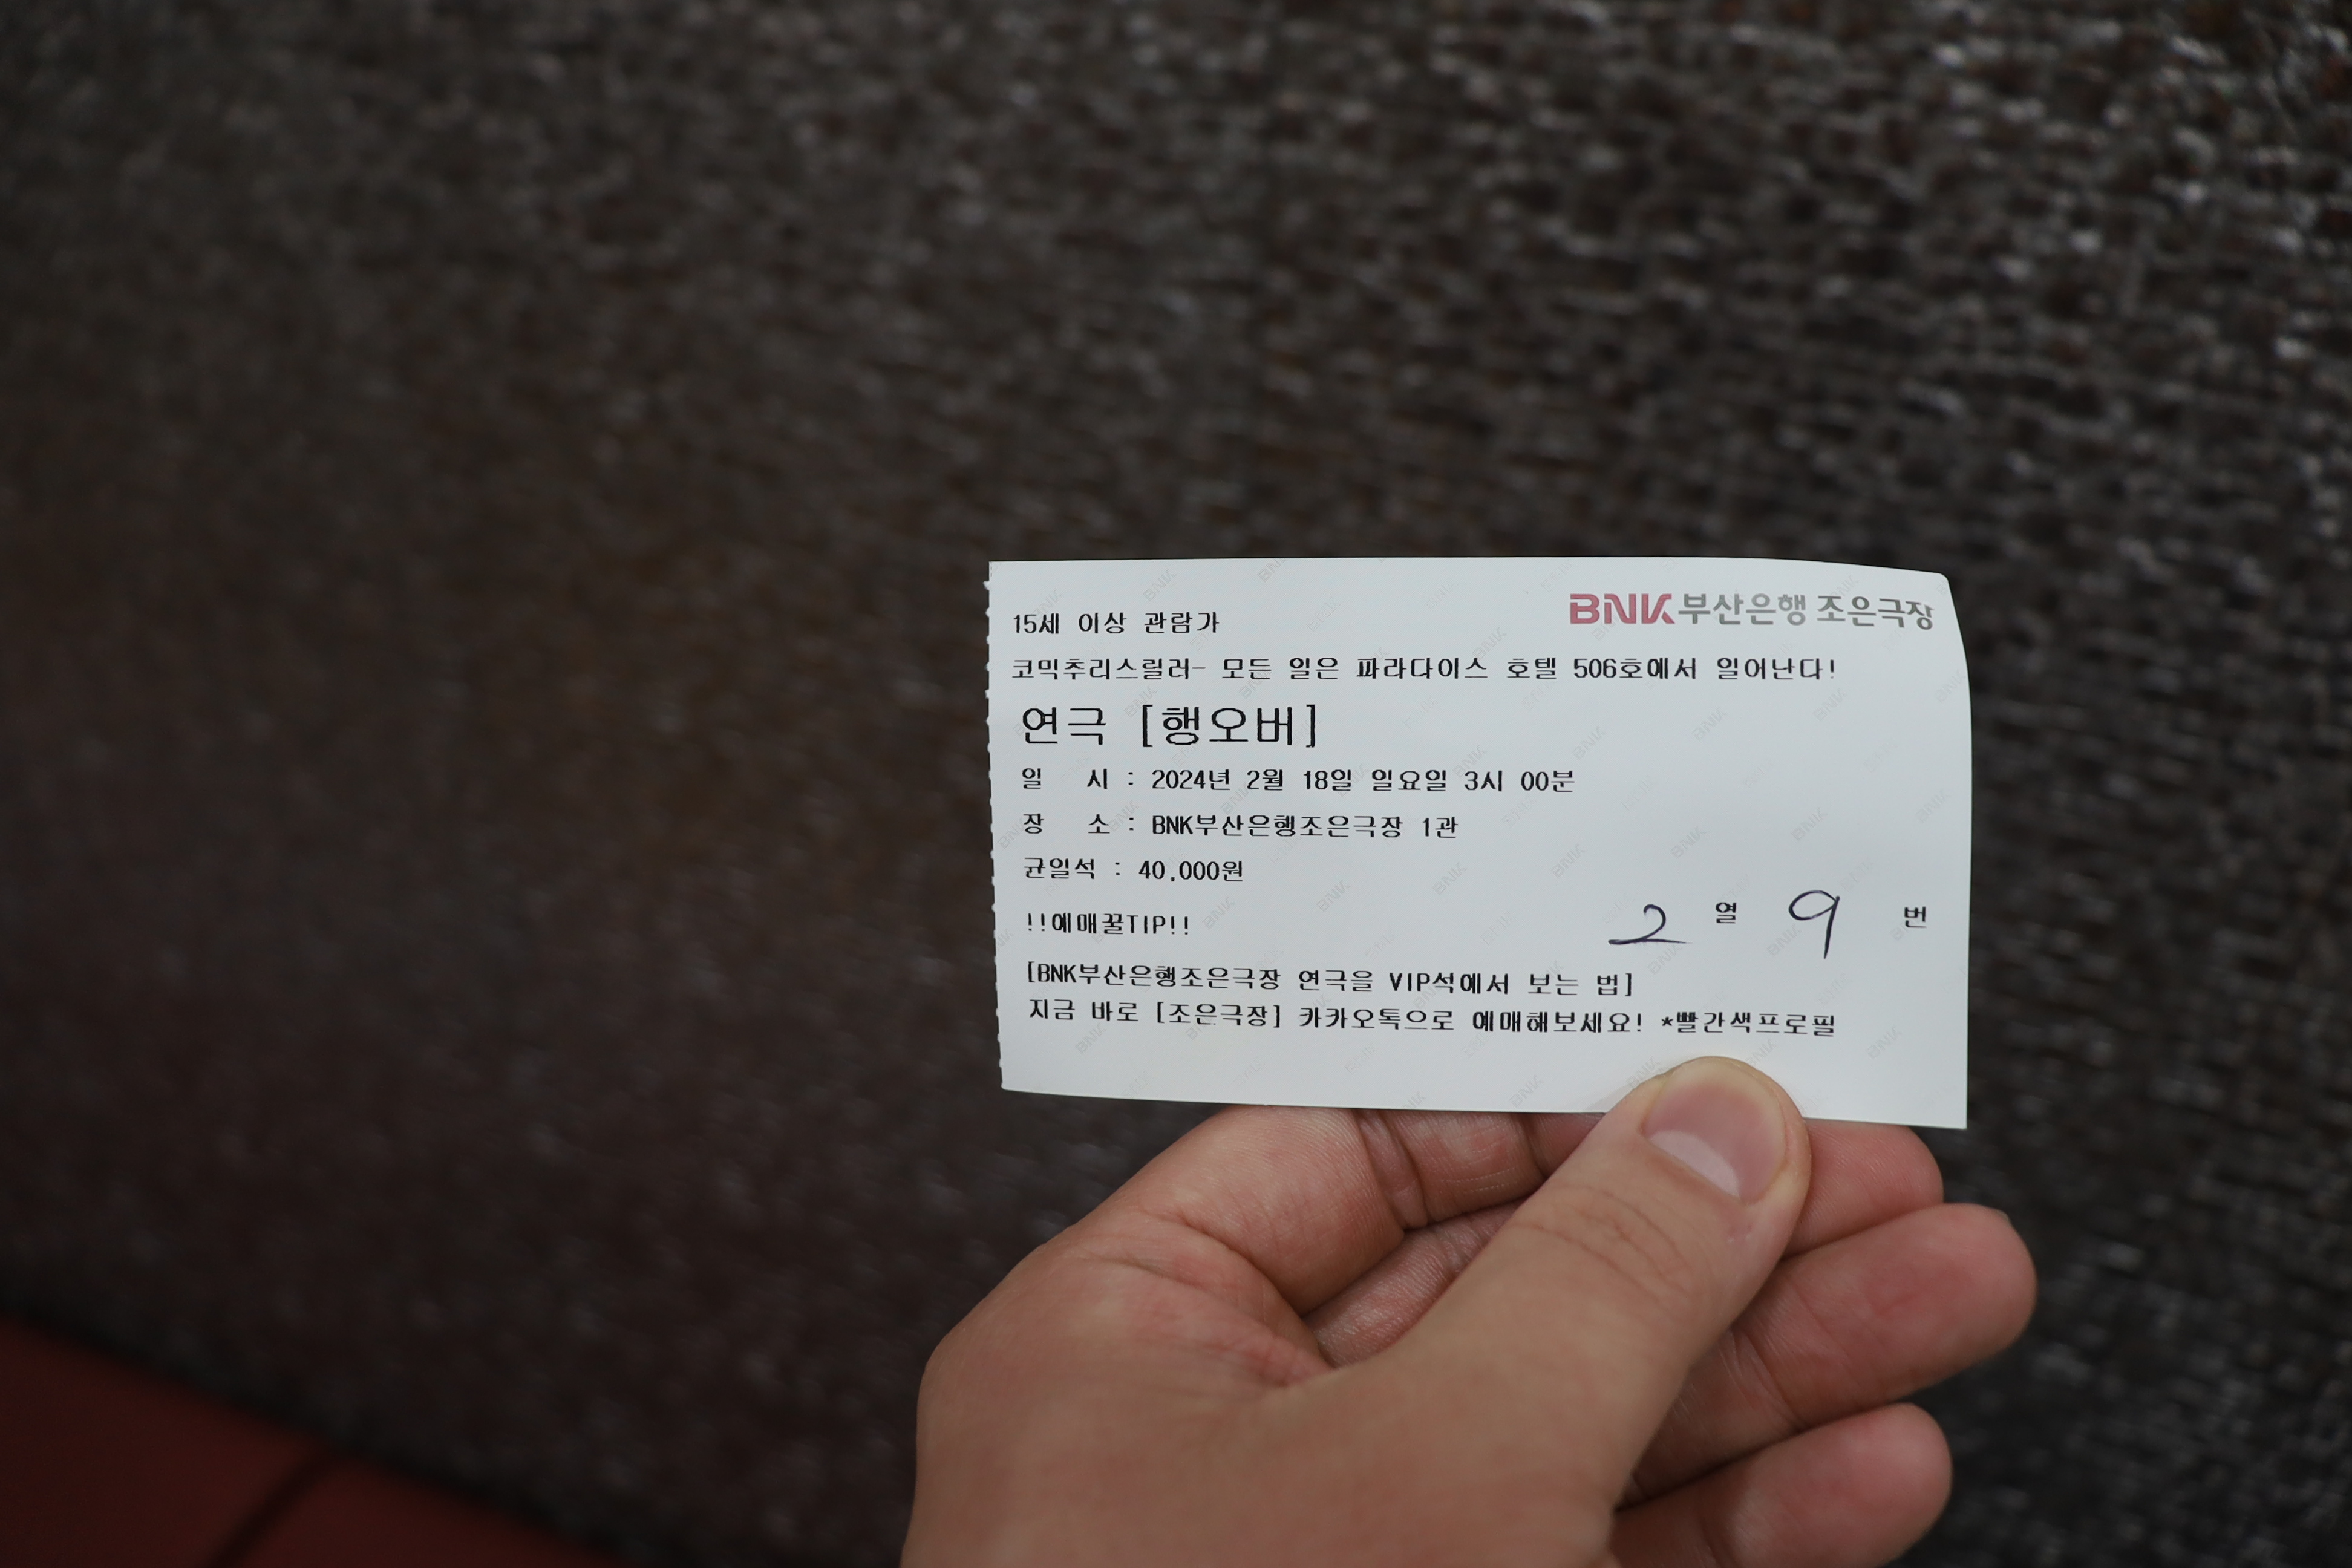 BNK부산은행 조은극장
15세 이상 관람가
코믹추리스릴러- 모든 일은 파라다이스 호텔 506호에서 일어난다!
연극 [행오버]
일 시 : 2024년 2월 18일 일요일 3시 00분
장 소 : BNK부산은행조은극장 1관
균일석 : 40,000원
2 열 9 번
!!예매꿀TIP!!
[BNK부산은행조은극장 연극을 VIP석에서 보는 법]
지금 바로 [조은극장] 카카오톡으로 예매해보세요! *빨간색프로필